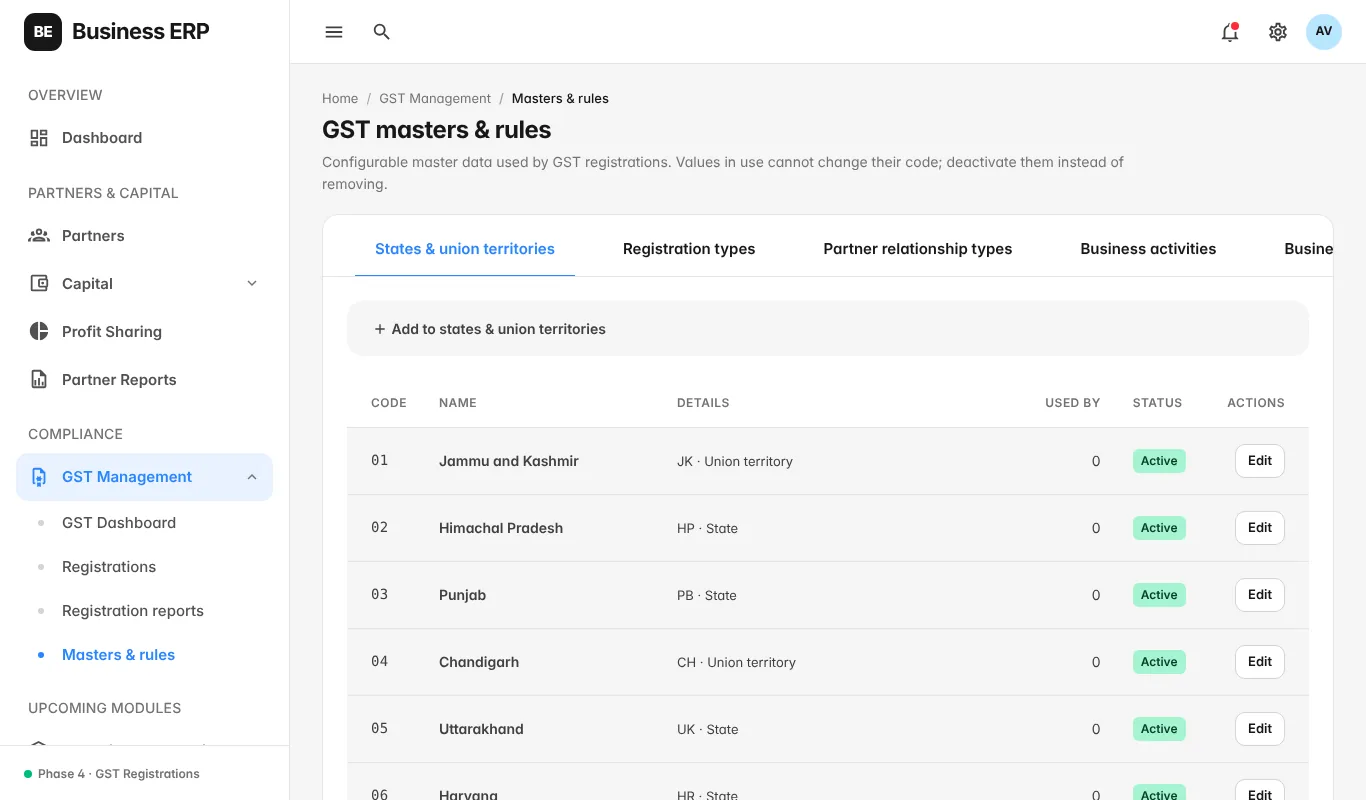 BE Business ERP
AV
OVERVIEW
Dashboard
PARTNERS & CAPITAL
Partners
Capital
Profit Sharing
Partner Reports
COMPLIANCE
GST Management
GST Dashboard
Registrations
Registration reports
Masters & rules
UPCOMING MODULES
Phase 4 · GST Registrations
Home / GST Management / Masters & rules
GST masters & rules
Configurable master data used by GST registrations. Values in use cannot change their code; deactivate them instead of
removing.
States & union territories Registration types Partner relationship types Business activities Busine
+ Add to states & union territories
CODE NAME DETAILS USED BY STATUS ACTIONS
01 Jammu and Kashmir JK · Union territory 0 Active Edit
02 Himachal Pradesh HP · State 0 Active Edit
03 Punjab PB · State 0 Active Edit
04 Chandigarh CH · Union territory 0 Active Edit
05 Uttarakhand UK · State 0 Active Edit
06 Haryana HR · State 0 Active Edit